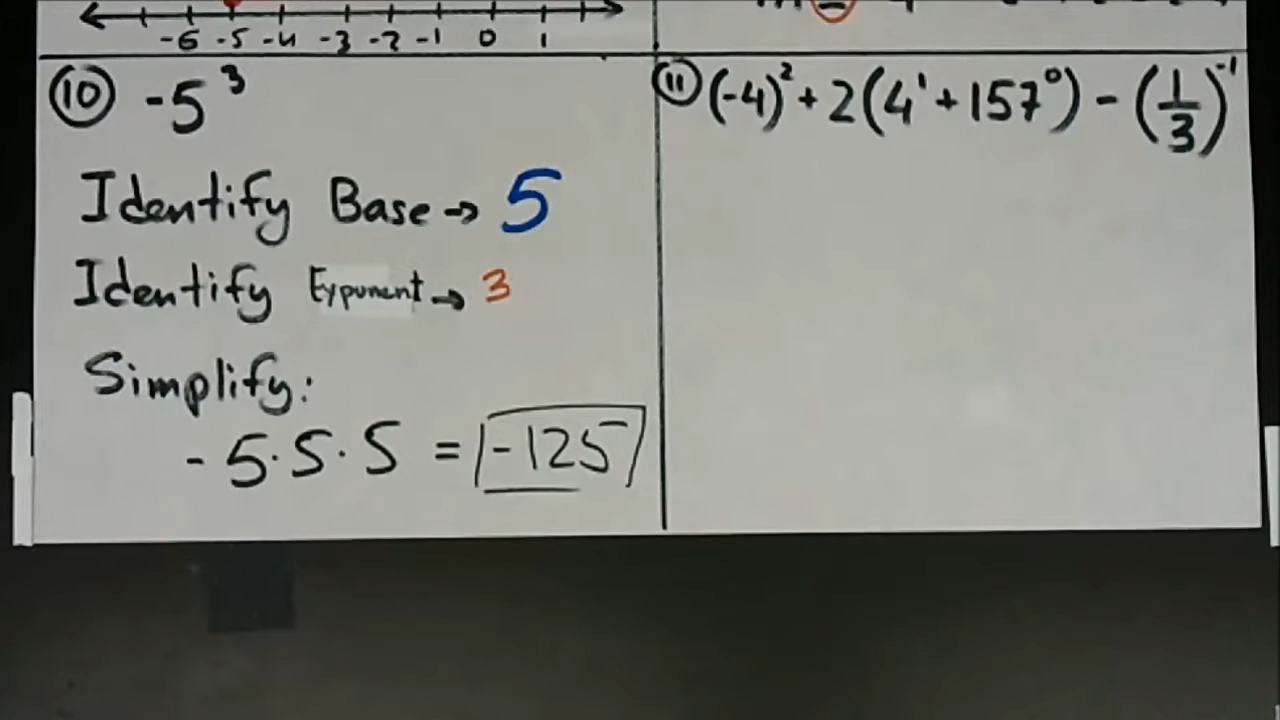 -6 -5 -4 -3 -2 -1 0 1
10 -5³
Identify Base → 5
Identify Exponent → 3
Simplify:
- 5·5·5 = -125
11 (-4)² + 2(4¹ + 157⁰) - (1/3)⁻¹